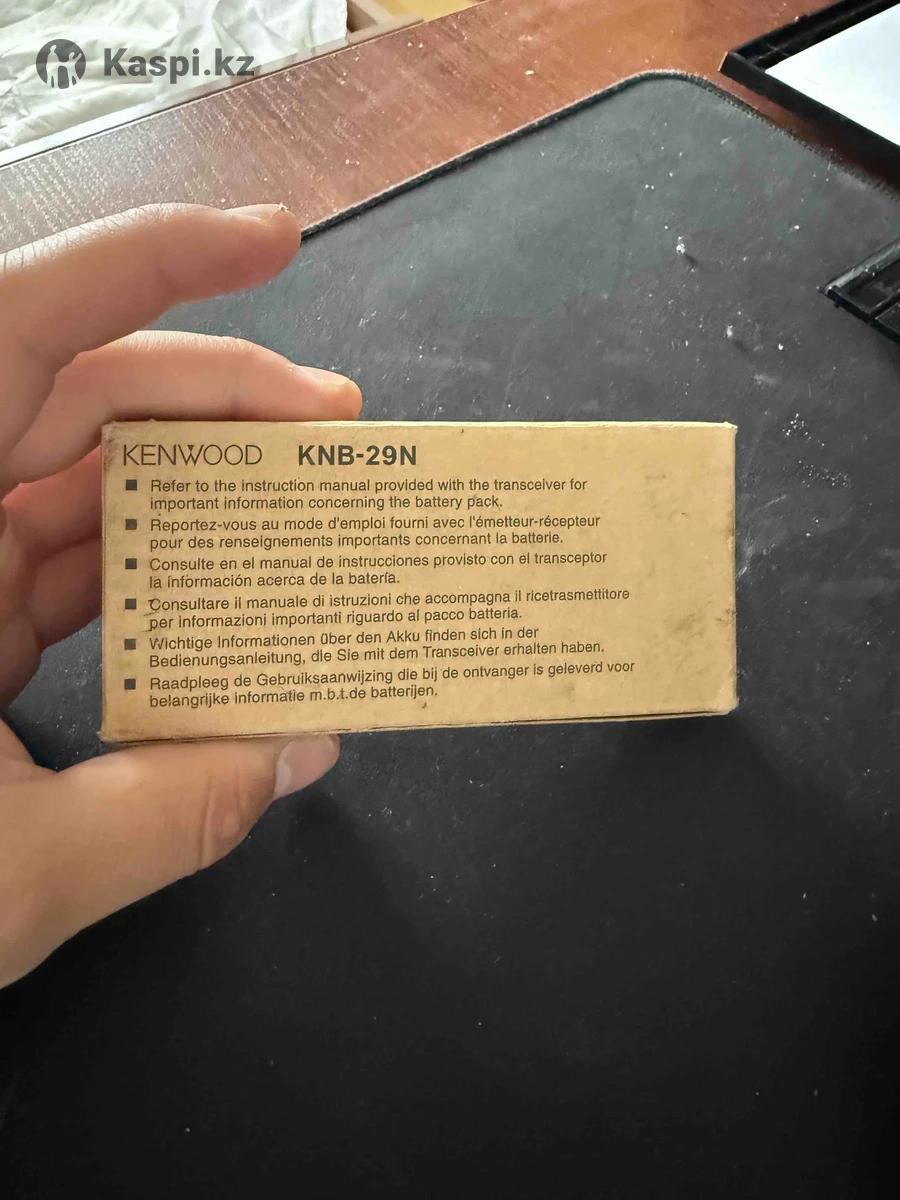 Kaspi.kz
KENWOOD KNB-29N
■ Refer to the instruction manual provided with the transceiver for
important information concerning the battery pack.
■ Reportez-vous au mode d'emploi fourni avec l'émetteur-récepteur
pour des renseignements importants concernant la batterie.
■ Consulte en el manual de instrucciones provisto con el transceptor
la información acerca de la batería.
■ Consultare il manuale di istruzioni che accompagna il ricetrasmettitore
per informazioni importanti riguardo al pacco batteria.
■ Wichtige Informationen über den Akku finden sich in der
Bedienungsanleitung, die Sie mit dem Transceiver erhalten haben.
■ Raadpleeg de Gebruiksaanwijzing die bij de ontvanger is geleverd voor
belangrijke informatie m.b.t.de batterijen.